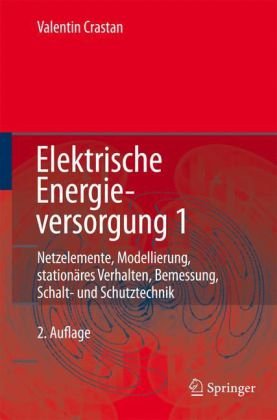 Valentin Crastan
Elektrische
Energie-
versorgung 1
Netzelemente, Modellierung,
stationäres Verhalten, Bemessung,
Schalt- und Schutztechnik
2. Auflage
Springer